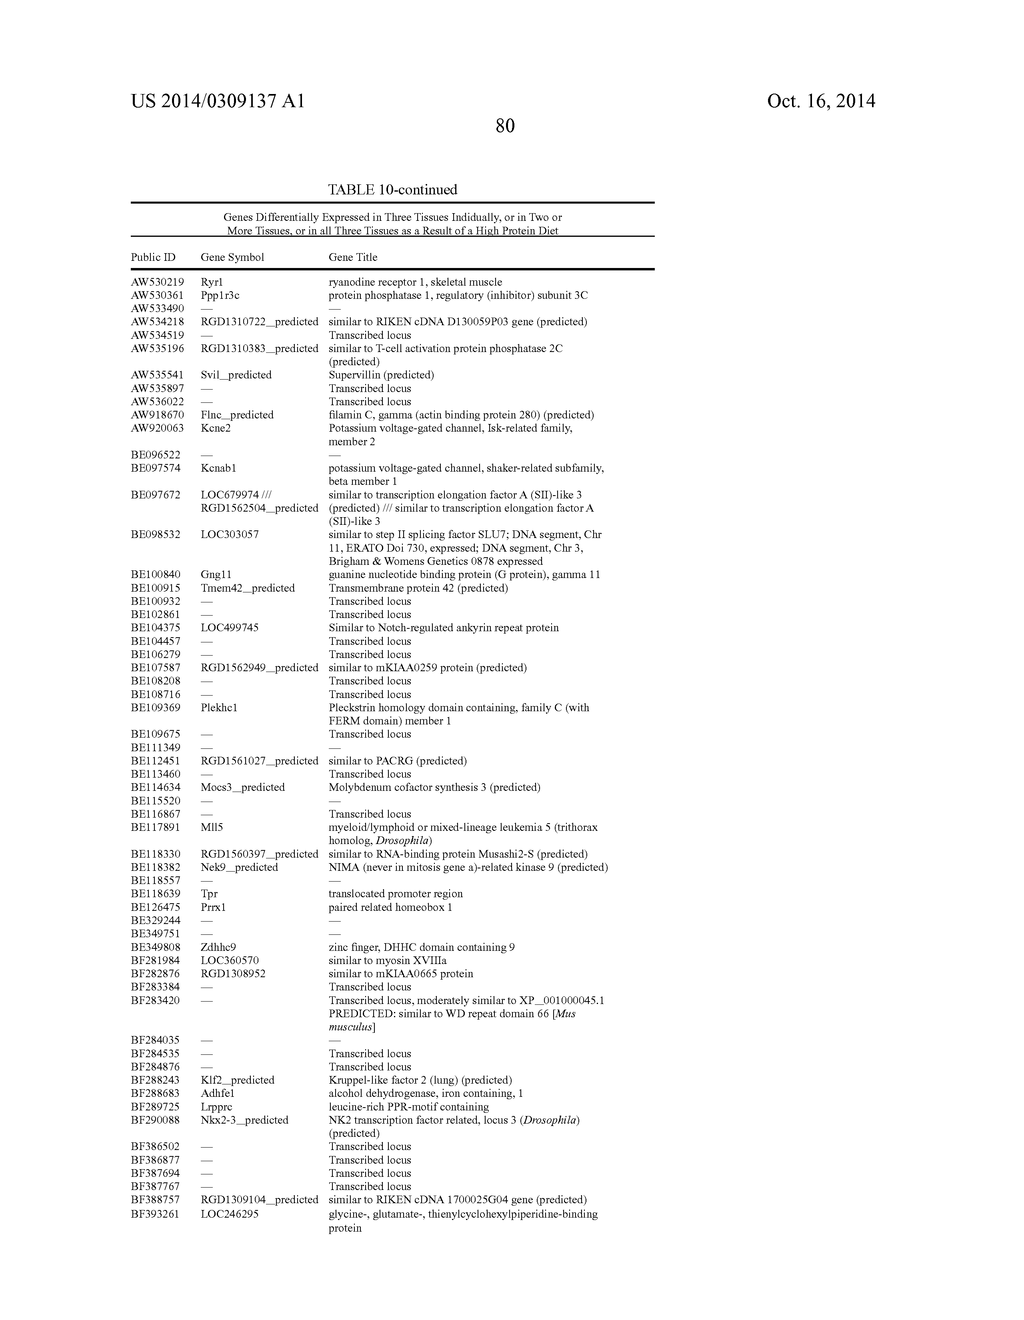 US 2014/0309137 A1 Oct. 16, 2014
80
TABLE 10-continued
Genes Differentially Expressed in Three Tissues Indidually, or in Two or
More Tissues, or in all Three Tissues as a Result of a High Protein Diet
Public ID Gene Symbol Gene Title
AW530219 Ryr1 ryanodine receptor 1, skeletal muscle
AW530361 Ppp1r3c protein phosphatase 1, regulatory (inhibitor) subunit 3C
AW533490 — —
AW534218 RGD1310722_predicted similar to RIKEN cDNA D130059P03 gene (predicted)
AW534519 — Transcribed locus
AW535196 RGD1310383_predicted similar to T-cell activation protein phosphatase 2C
(predicted)
AW535541 Svil_predicted Supervillin (predicted)
AW535897 — Transcribed locus
AW536022 — Transcribed locus
AW918670 Flnc_predicted filamin C, gamma (actin binding protein 280) (predicted)
AW920063 Kcne2 Potassium voltage-gated channel, Isk-related family,
member 2
BE096522 — —
BE097574 Kcnab1 potassium voltage-gated channel, shaker-related subfamily,
beta member 1
BE097672 LOC679974 /// similar to transcription elongation factor A (SII)-like 3
RGD1562504_predicted (predicted) /// similar to transcription elongation factor A
(SII)-like 3
BE098532 LOC303057 similar to step II splicing factor SLU7; DNA segment, Chr
11, ERATO Doi 730, expressed; DNA segment, Chr 3,
Brigham & Womens Genetics 0878 expressed
BE100840 Gng11 guanine nucleotide binding protein (G protein), gamma 11
BE100915 Tmem42_predicted Transmembrane protein 42 (predicted)
BE100932 — Transcribed locus
BE102861 — Transcribed locus
BE104375 LOC499745 Similar to Notch-regulated ankyrin repeat protein
BE104457 — Transcribed locus
BE106279 — Transcribed locus
BE107587 RGD1562949_predicted similar to mKIAA0259 protein (predicted)
BE108208 — Transcribed locus
BE108716 — Transcribed locus
BE109369 Plekhc1 Pleckstrin homology domain containing, family C (with
FERM domain) member 1
BE109675 — Transcribed locus
BE111349 — —
BE112451 RGD1561027_predicted similar to PACRG (predicted)
BE113460 — Transcribed locus
BE114634 Mocs3_predicted Molybdenum cofactor synthesis 3 (predicted)
BE115520 — —
BE116867 — Transcribed locus
BE117891 Mll5 myeloid/lymphoid or mixed-lineage leukemia 5 (trithorax
homolog, Drosophila)
BE118330 RGD1560397_predicted similar to RNA-binding protein Musashi2-S (predicted)
BE118382 Nek9_predicted NIMA (never in mitosis gene a)-related kinase 9 (predicted)
BE118557 — —
BE118639 Tpr translocated promoter region
BE126475 Prrx1 paired related homeobox 1
BE329244 — —
BE349751 — —
BE349808 Zdhhc9 zinc finger, DHHC domain containing 9
BF281984 LOC360570 similar to myosin XVIIIa
BF282876 RGD1308952 similar to mKIAA0665 protein
BF283384 — Transcribed locus
BF283420 — Transcribed locus, moderately similar to XP_001000045.1
PREDICTED: similar to WD repeat domain 66 [Mus
musculus]
BF284035 — —
BF284535 — Transcribed locus
BF284876 — Transcribed locus
BF288243 Klf2_predicted Kruppel-like factor 2 (lung) (predicted)
BF288683 Adhfe1 alcohol dehydrogenase, iron containing, 1
BF289725 Lrpprc leucine-rich PPR-motif containing
BF290088 Nkx2-3_predicted NK2 transcription factor related, locus 3 (Drosophila)
(predicted)
BF386502 — Transcribed locus
BF386877 — Transcribed locus
BF387694 — Transcribed locus
BF387767 — Transcribed locus
BF388757 RGD1309104_predicted similar to RIKEN cDNA 1700025G04 gene (predicted)
BF393261 LOC246295 glycine-, glutamate-, thienylcyclohexylpiperidine-binding
protein